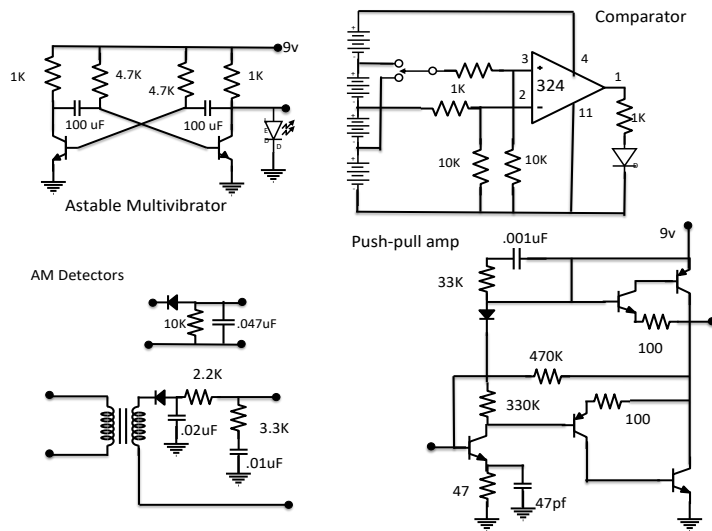 9v
1K
4.7K
4.7K
1K
100 uF
100 uF
L
E
D
D
Astable Multivibrator
Comparator
3
4
324
1K
2
1
11
1K
10K
10K
D
+
-
+
-
+
-
+
-
+
-
AM Detectors
10K
.047uF
2.2K
.02uF
3.3K
.01uF
Push-pull amp
.001uF
9v
33K
100
470K
330K
100
47
47pf